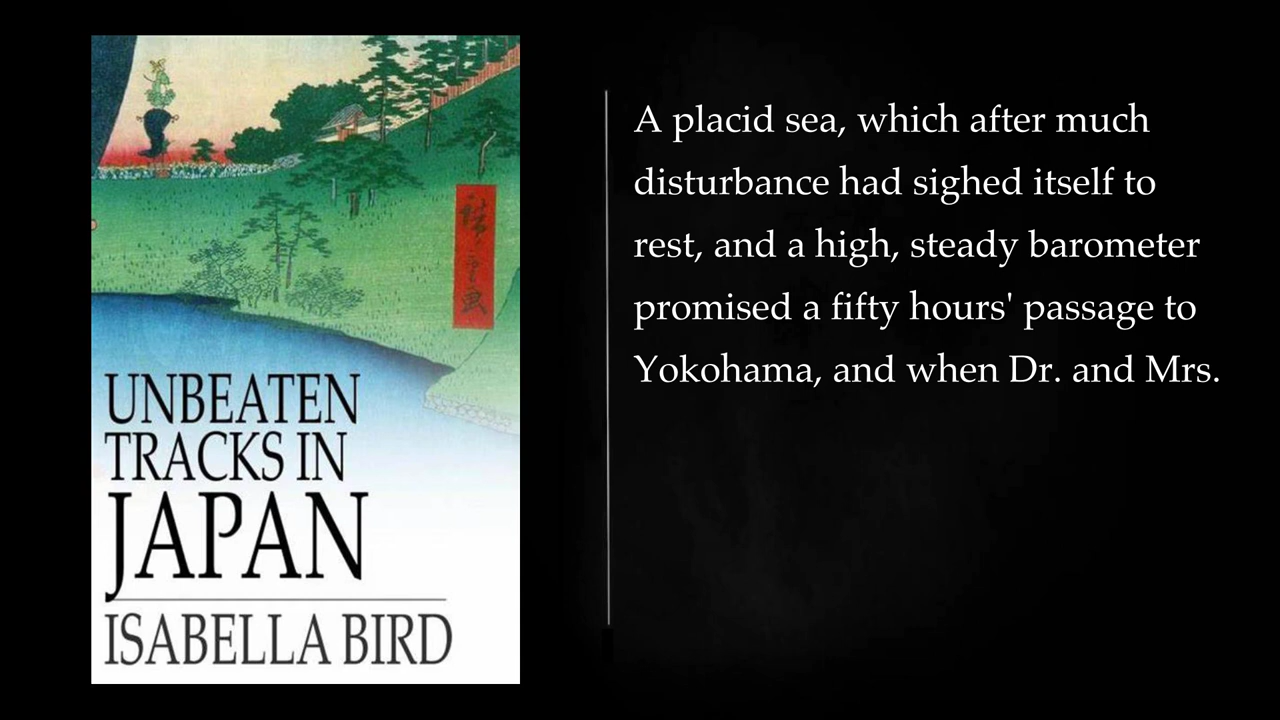 UNBEATEN
TRACKS IN
JAPAN
ISABELLA BIRD
A placid sea, which after much
disturbance had sighed itself to
rest, and a high, steady barometer
promised a fifty hours' passage to
Yokohama, and when Dr. and Mrs.